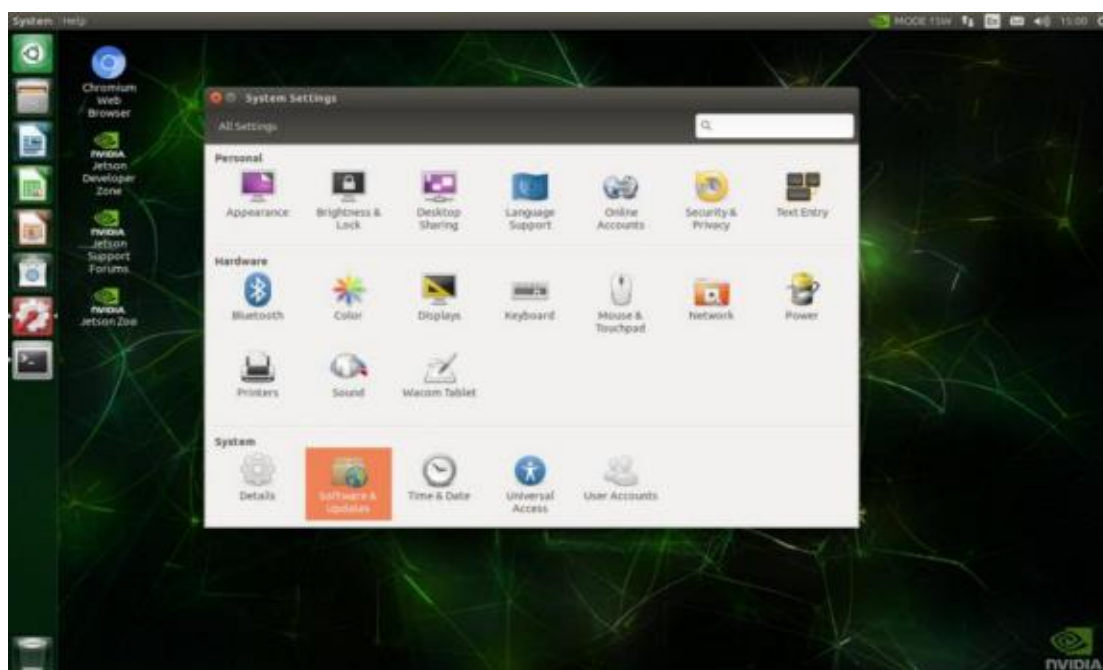 System Help
MODE 15W
En
15:00
Chromium
Web
Browser
NVIDIA
Jetson
Developer
Zone
NVIDIA
Jetson
Support
Forums
NVIDIA
Jetson Zoo
System Settings
All Settings
Personal
Appearance
Brightness &
Lock
Desktop
Sharing
Language
Support
Online
Accounts
Security &
Privacy
Text Entry
Hardware
Bluetooth
Color
Displays
Keyboard
Mouse &
Touchpad
Network
Power
Printers
Sound
Wacom Tablet
System
Details
Software &
Updates
Time & Date
Universal
Access
User Accounts
NVIDIA